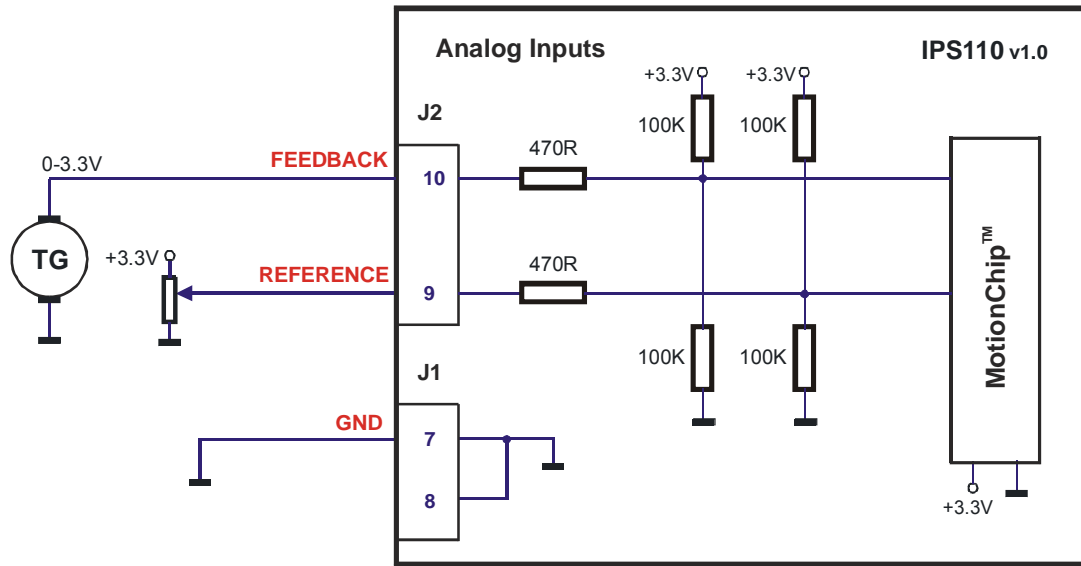 Analog Inputs
IPS110 v1.0
+3.3V
+3.3V
J2
100K
100K
470R
0-3.3V
FEEDBACK
10
TG
+3.3V
470R
REFERENCE
9
MotionChip™
100K
100K
J1
GND
7
8
+3.3V